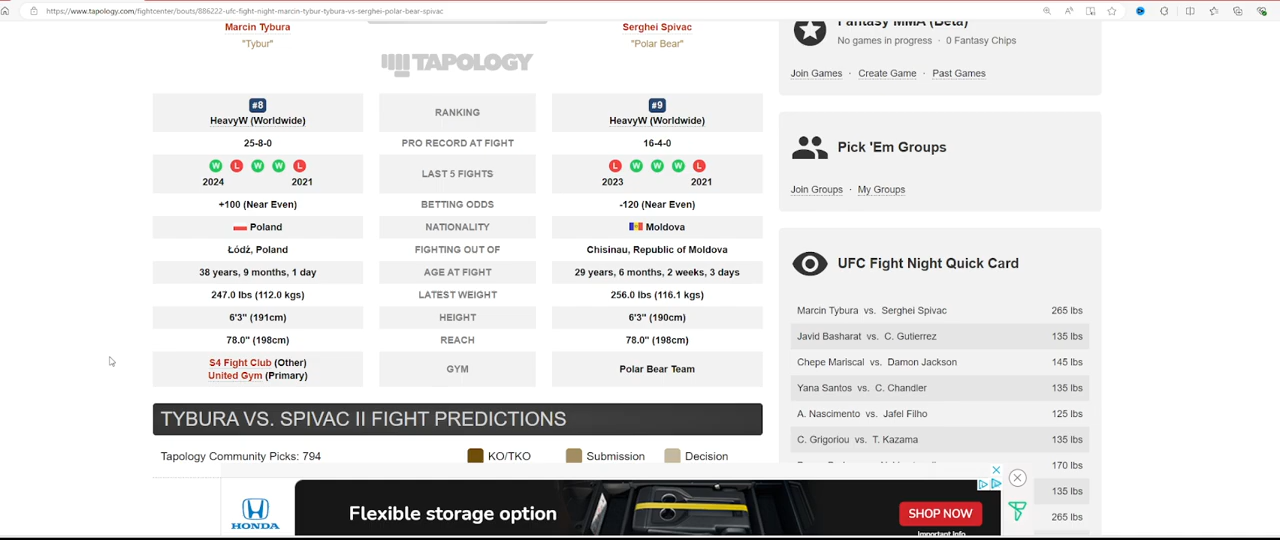 https://www.tapology.com/fightcenter/bouts/886222-ufc-fight-night-marcin-tybur-tybura-vs-serghei-polar-bear-spivac
Marcin Tybura
"Tybur"
TAPOLOGY
Serghei Spivac
"Polar Bear"
#8
HeavyW (Worldwide)
RANKING
#9
HeavyW (Worldwide)
25-8-0
PRO RECORD AT FIGHT
16-4-0
W L W W L
2024 2021
LAST 5 FIGHTS
L W W W L
2023 2021
+100 (Near Even)
BETTING ODDS
-120 (Near Even)
Poland
NATIONALITY
Moldova
Łódź, Poland
FIGHTING OUT OF
Chisinau, Republic of Moldova
38 years, 9 months, 1 day
AGE AT FIGHT
29 years, 6 months, 2 weeks, 3 days
247.0 lbs (112.0 kgs)
LATEST WEIGHT
256.0 lbs (116.1 kgs)
6'3" (191cm)
HEIGHT
6'3" (190cm)
78.0" (198cm)
REACH
78.0" (198cm)
S4 Fight Club (Other)
United Gym (Primary)
GYM
Polar Bear Team
TYBURA VS. SPIVAC II FIGHT PREDICTIONS
Tapology Community Picks: 794
KO/TKO
Submission
Decision
Fantasy MMA (Beta)
No games in progress · 0 Fantasy Chips
Join Games · Create Game · Past Games
Pick 'Em Groups
Join Groups · My Groups
UFC Fight Night Quick Card
Marcin Tybura vs. Serghei Spivac 265 lbs
Javid Basharat vs. C. Gutierrez 135 lbs
Chepe Mariscal vs. Damon Jackson 145 lbs
Yana Santos vs. C. Chandler 135 lbs
A. Nascimento vs. Jafel Filho 125 lbs
C. Grigoriou vs. T. Kazama 135 lbs
170 lbs
135 lbs
265 lbs
HONDA
Flexible storage option
SHOP NOW
Important Info